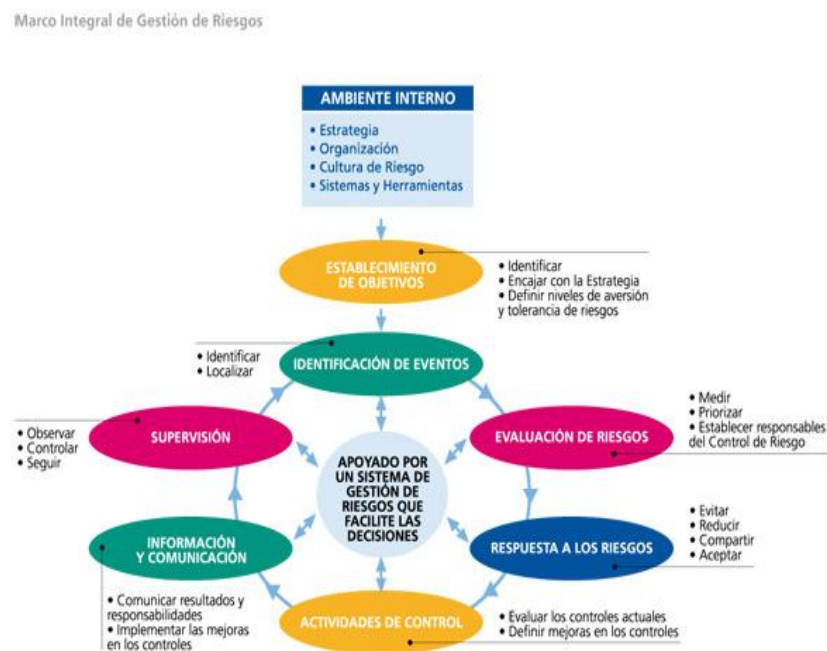 Marco Integral de Gestión de Riesgos
AMBIENTE INTERNO
• Estrategia
• Organización
• Cultura de Riesgo
• Sistemas y Herramientas
ESTABLECIMIENTO
DE OBJETIVOS
• Identificar
• Encajar con la Estrategia
• Definir niveles de aversión
y tolerancia de riesgos
• Identificar
• Localizar
IDENTIFICACIÓN DE EVENTOS
• Medir
• Priorizar
• Establecer responsables
del Control de Riesgo
• Observar
• Controlar
• Seguir
SUPERVISIÓN
EVALUACIÓN DE RIESGOS
APOYADO POR
UN SISTEMA DE
GESTIÓN DE
RIESGOS QUE
FACILITE LAS
DECISIONES
• Evitar
• Reducir
• Compartir
• Aceptar
INFORMACIÓN
Y COMUNICACIÓN
RESPUESTA A LOS RIESGOS
• Comunicar resultados y
responsabilidades
• Implementar las mejoras
en los controles
ACTIVIDADES DE CONTROL
• Evaluar los controles actuales
• Definir mejoras en los controles